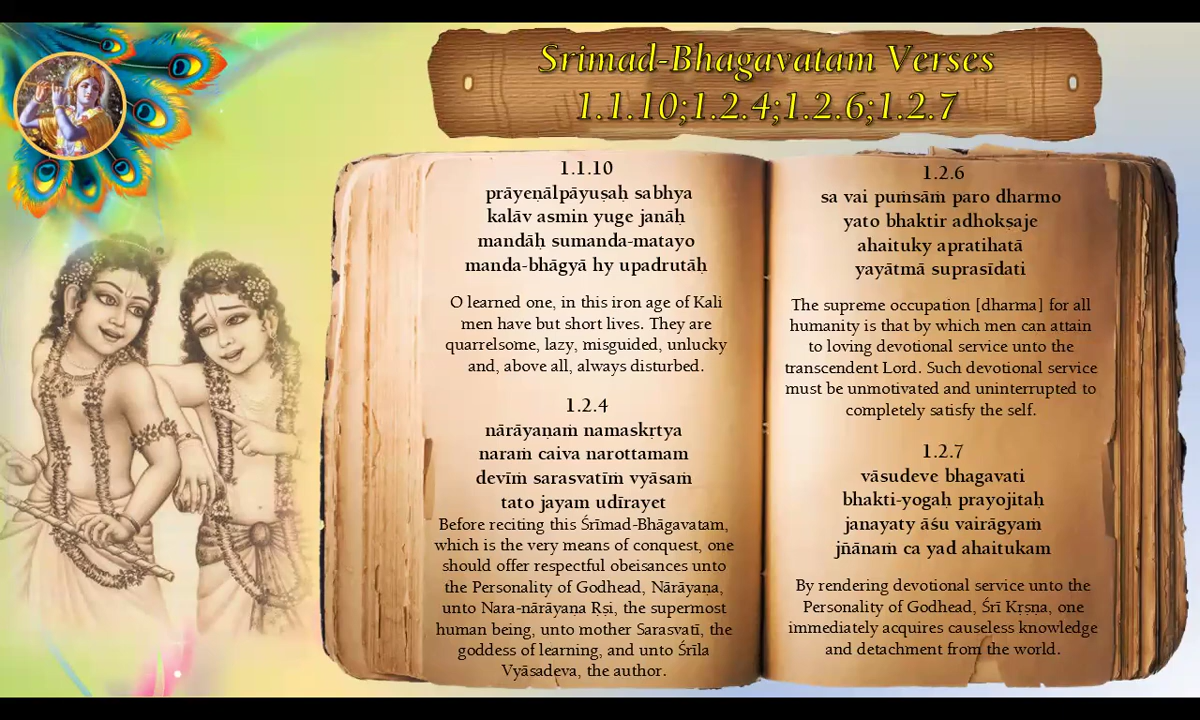 Srimad-Bhagavatam Verses
1.1.10;1.2.4;1.2.6;1.2.7
1.1.10
prāyeṇālpāyuṣaḥ sabhya
kalāv asmin yuge janāḥ
mandāḥ sumanda-matayo
manda-bhāgyā hy upadrutāḥ
O learned one, in this iron age of Kali
men have but short lives. They are
quarrelsome, lazy, misguided, unlucky
and, above all, always disturbed.
1.2.4
nārāyaṇaṁ namaskṛtya
naraṁ caiva narottamam
devīṁ sarasvatīṁ vyāsaṁ
tato jayam udīrayet
Before reciting this Śrīmad-Bhāgavatam,
which is the very means of conquest, one
should offer respectful obeisances unto
the Personality of Godhead, Nārāyaṇa,
unto Nara-nārāyaṇa Ṛṣi, the supermost
human being, unto mother Sarasvatī, the
goddess of learning, and unto Śrīla
Vyāsadeva, the author.
1.2.6
sa vai puṁsāṁ paro dharmo
yato bhaktir adhokṣaje
ahaituky apratihatā
yayātmā suprasīdati
The supreme occupation [dharma] for all
humanity is that by which men can attain
to loving devotional service unto the
transcendent Lord. Such devotional service
must be unmotivated and uninterrupted to
completely satisfy the self.
1.2.7
vāsudeve bhagavati
bhakti-yogaḥ prayojitaḥ
janayaty āśu vairāgyaṁ
jñānaṁ ca yad ahaitukam
By rendering devotional service unto the
Personality of Godhead, Śrī Kṛṣṇa, one
immediately acquires causeless knowledge
and detachment from the world.